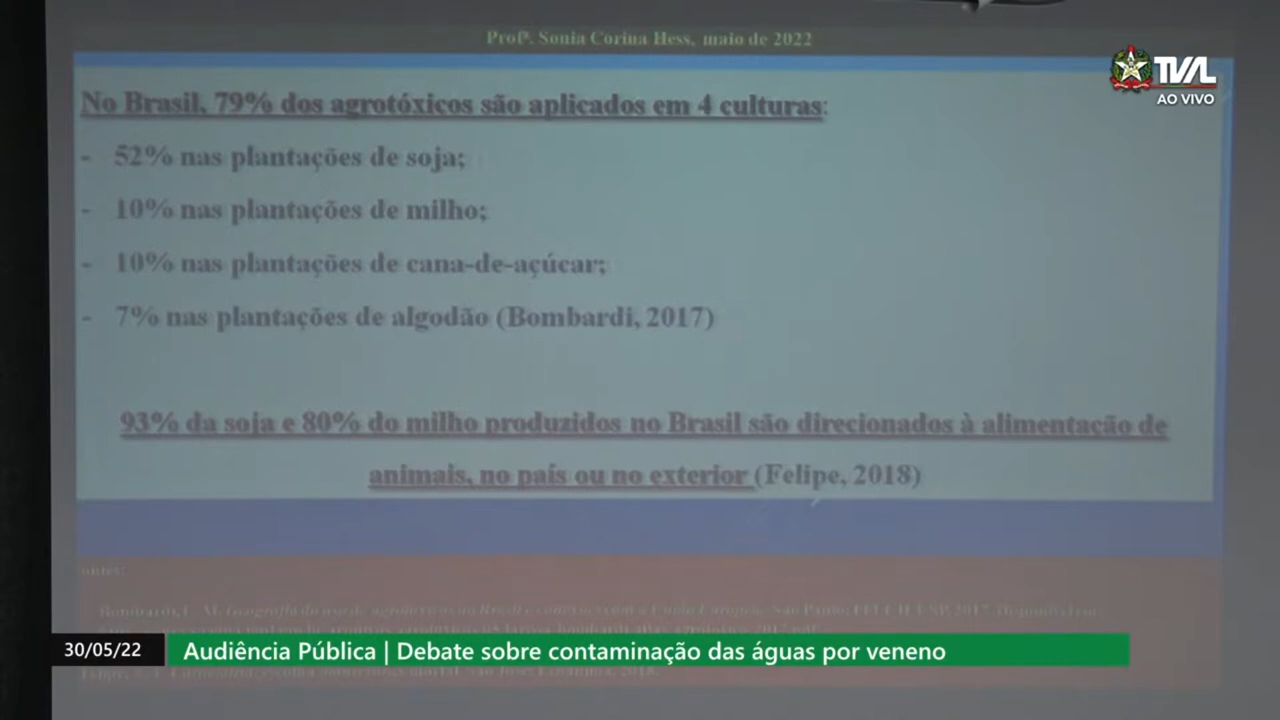 Profª. Sonia Corina Hess, maio de 2022
TVAL
AO VIVO
No Brasil, 79% dos agrotóxicos são aplicados em 4 culturas:
- 52% nas plantações de soja;
- 10% nas plantações de milho;
- 10% nas plantações de cana-de-açúcar;
- 7% nas plantações de algodão (Bombardi, 2017)
93% da soja e 80% do milho produzidos no Brasil são direcionados à alimentação de
animais, no país ou no exterior (Felipe, 2018)
30/05/22
Audiência Pública | Debate sobre contaminação das águas por veneno